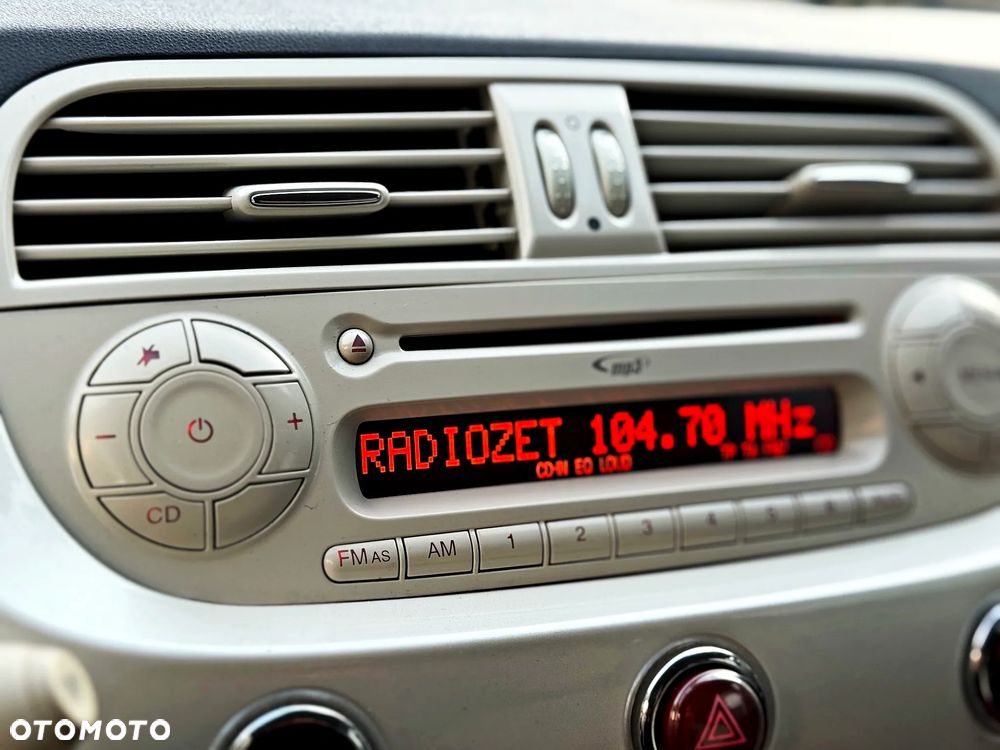 mp3
RADIOZET 104.70 MHz
CD-IN EQ LOUD
CD
FM AS
AM
1
2
3
4
5
6
OTOMOTO